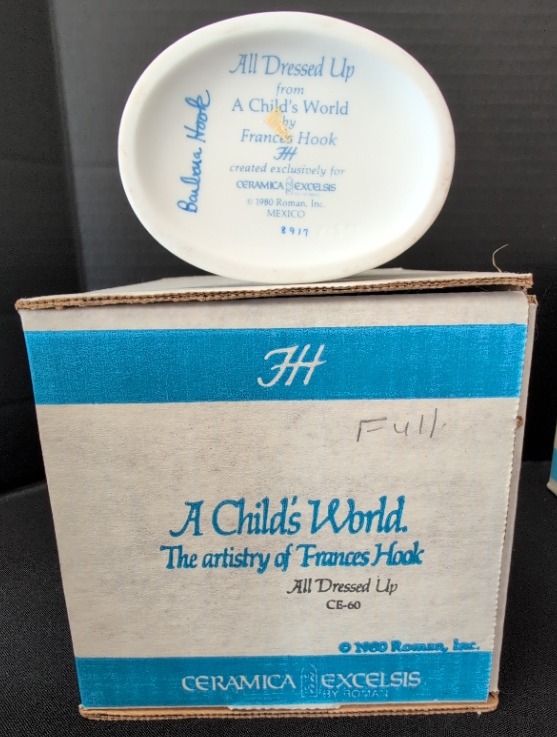 All Dressed Up
from
A Child's World
by
Frances Hook
FH
created exclusively for
CERAMICA EXCELSIS
© 1980 Roman, Inc.
MEXICO
8917
Barbara Hook
FH
Full
A Child's World.
The artistry of Frances Hook
All Dressed Up
CE-60
© 1980 Roman, Inc.
CERAMICA EXCELSIS
BY ROMAN